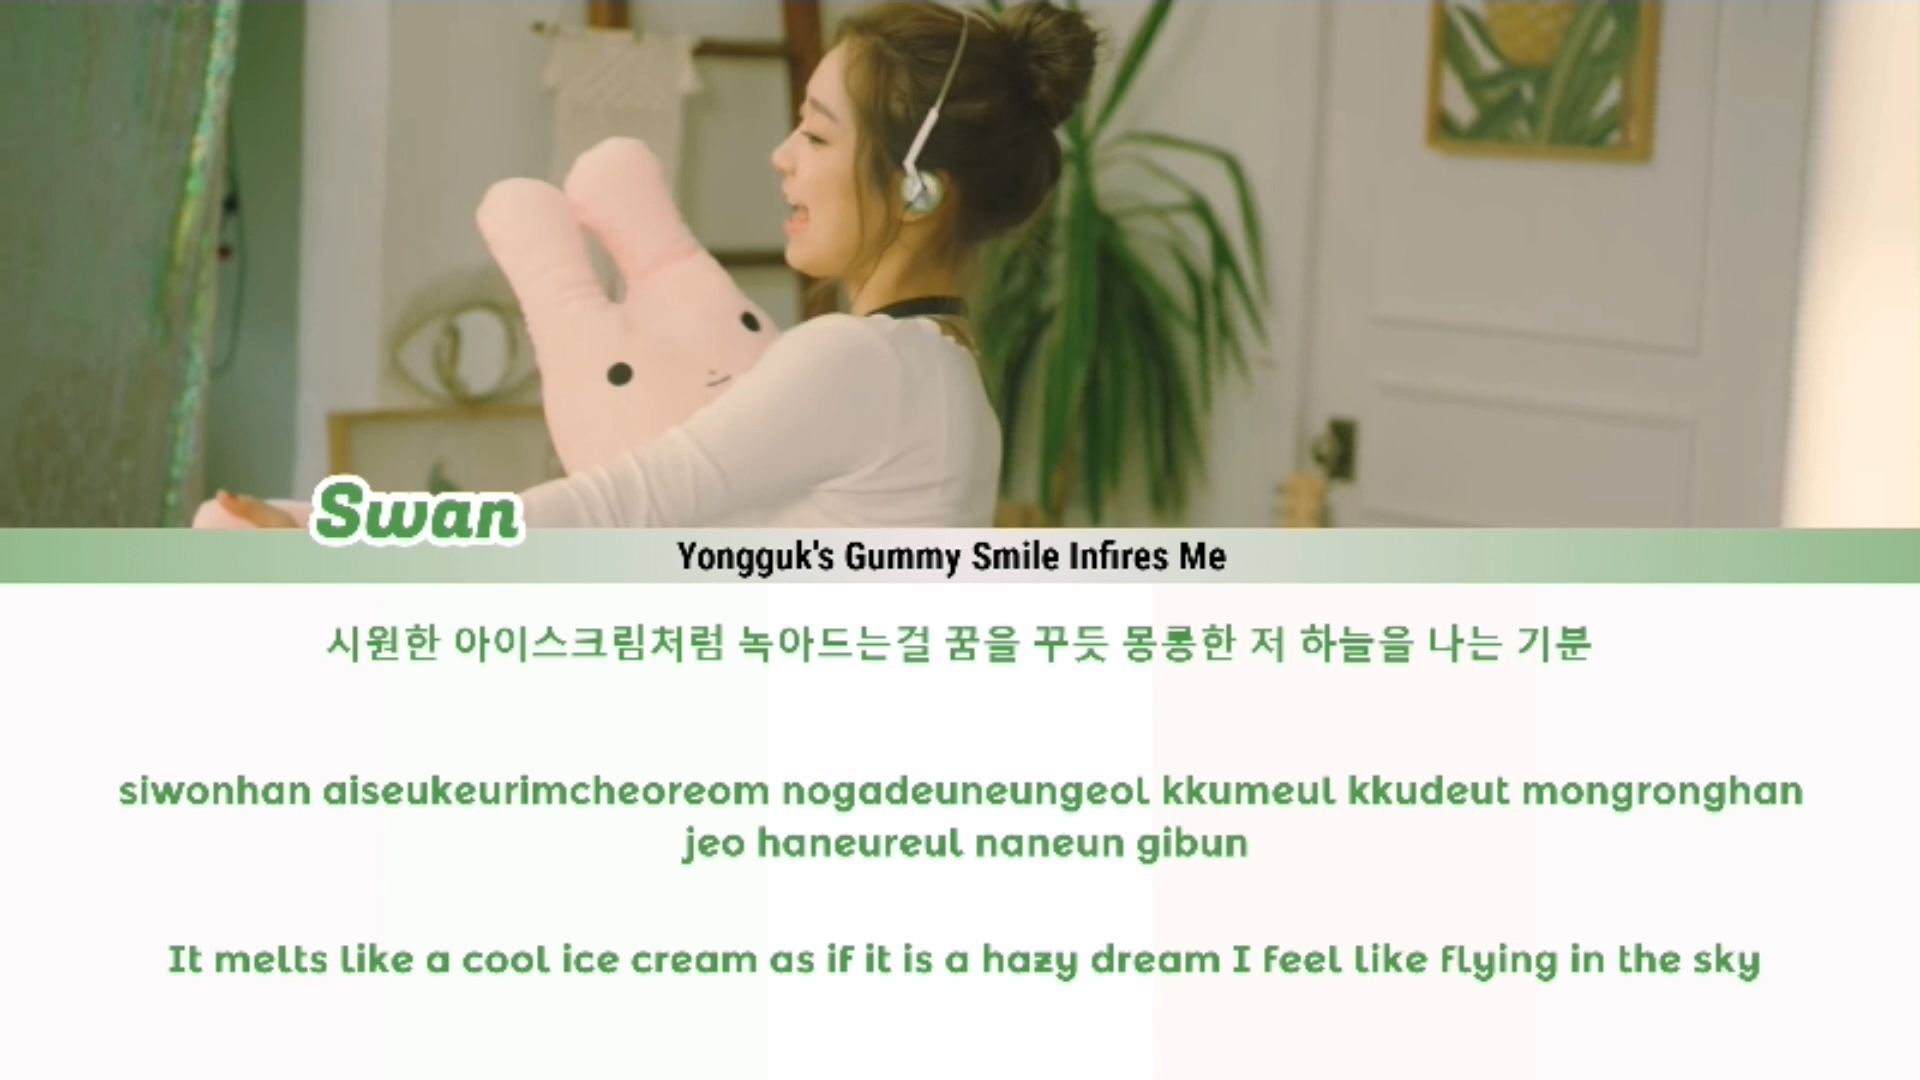 Swan
Yongguk's Gummy Smile Infires Me
시원한 아이스크림처럼 녹아드는걸 꿈을 꾸듯 몽롱한 저 하늘을 나는 기분
siwonhan aiseukeurimcheoreom nogadeuneungeol kkumeul kkudeut mongronghan
jeo haneureul naneun gibun
It melts like a cool ice cream as if it is a hazy dream I feel like flying in the sky